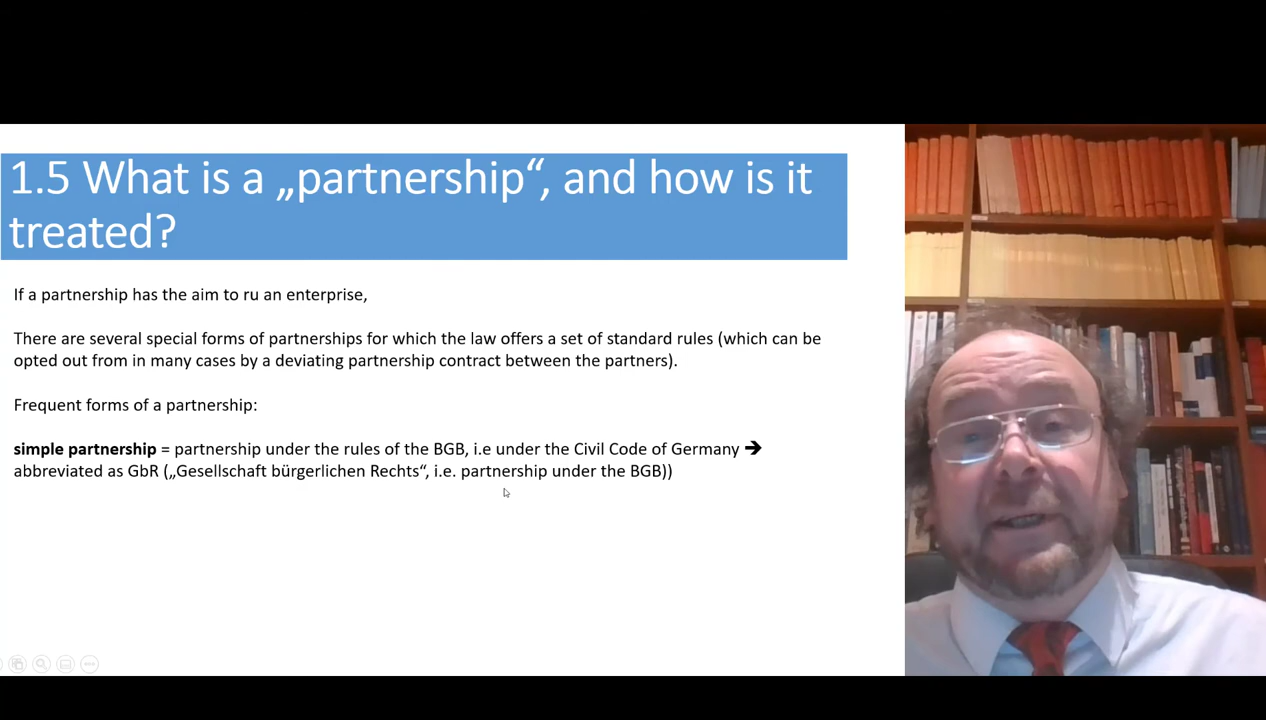 1.5 What is a „partnership“, and how is it
treated?
If a partnership has the aim to ru an enterprise,
There are several special forms of partnerships for which the law offers a set of standard rules (which can be
opted out from in many cases by a deviating partnership contract between the partners).
Frequent forms of a partnership:
simple partnership = partnership under the rules of the BGB, i.e under the Civil Code of Germany 🡪
abbreviated as GbR („Gesellschaft bürgerlichen Rechts“, i.e. partnership under the BGB))